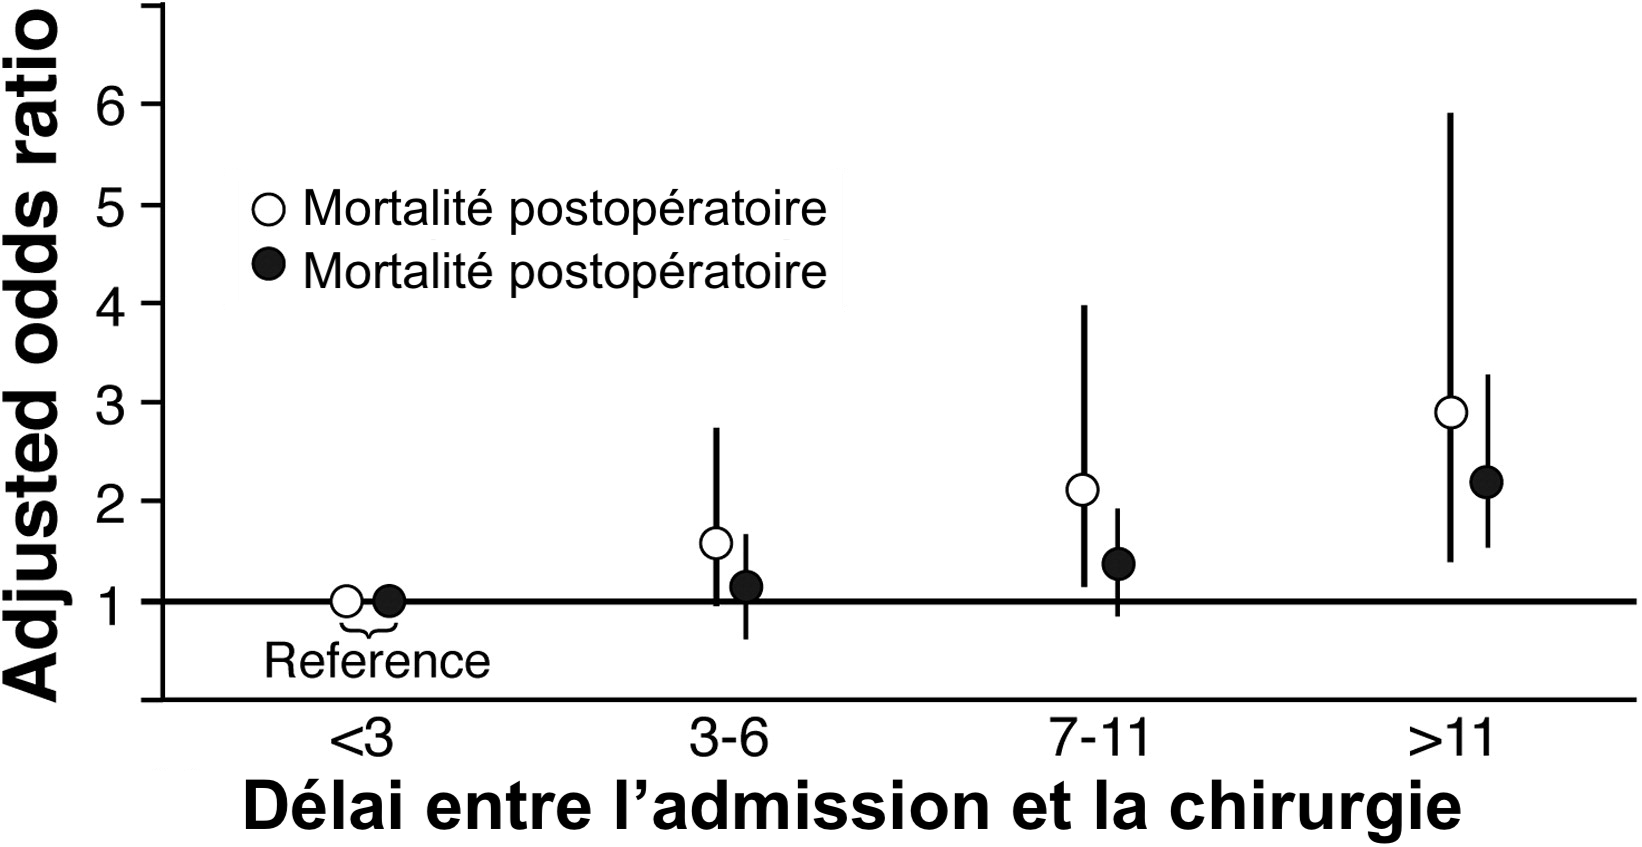 Adjusted odds ratio
6
5
4
3
2
1
Mortalité postopératoire
Mortalité postopératoire
Reference
<3 3-6 7-11 >11
Délai entre l’admission et la chirurgie